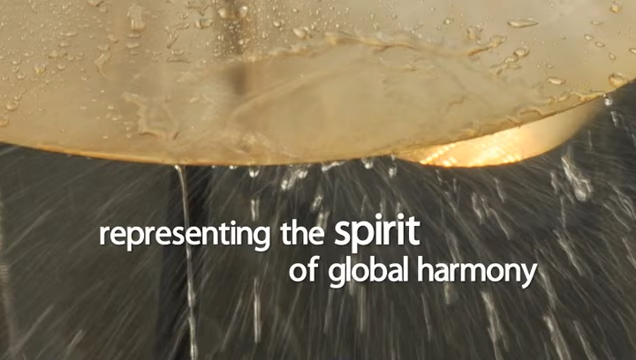 representing the spirit
of global harmony